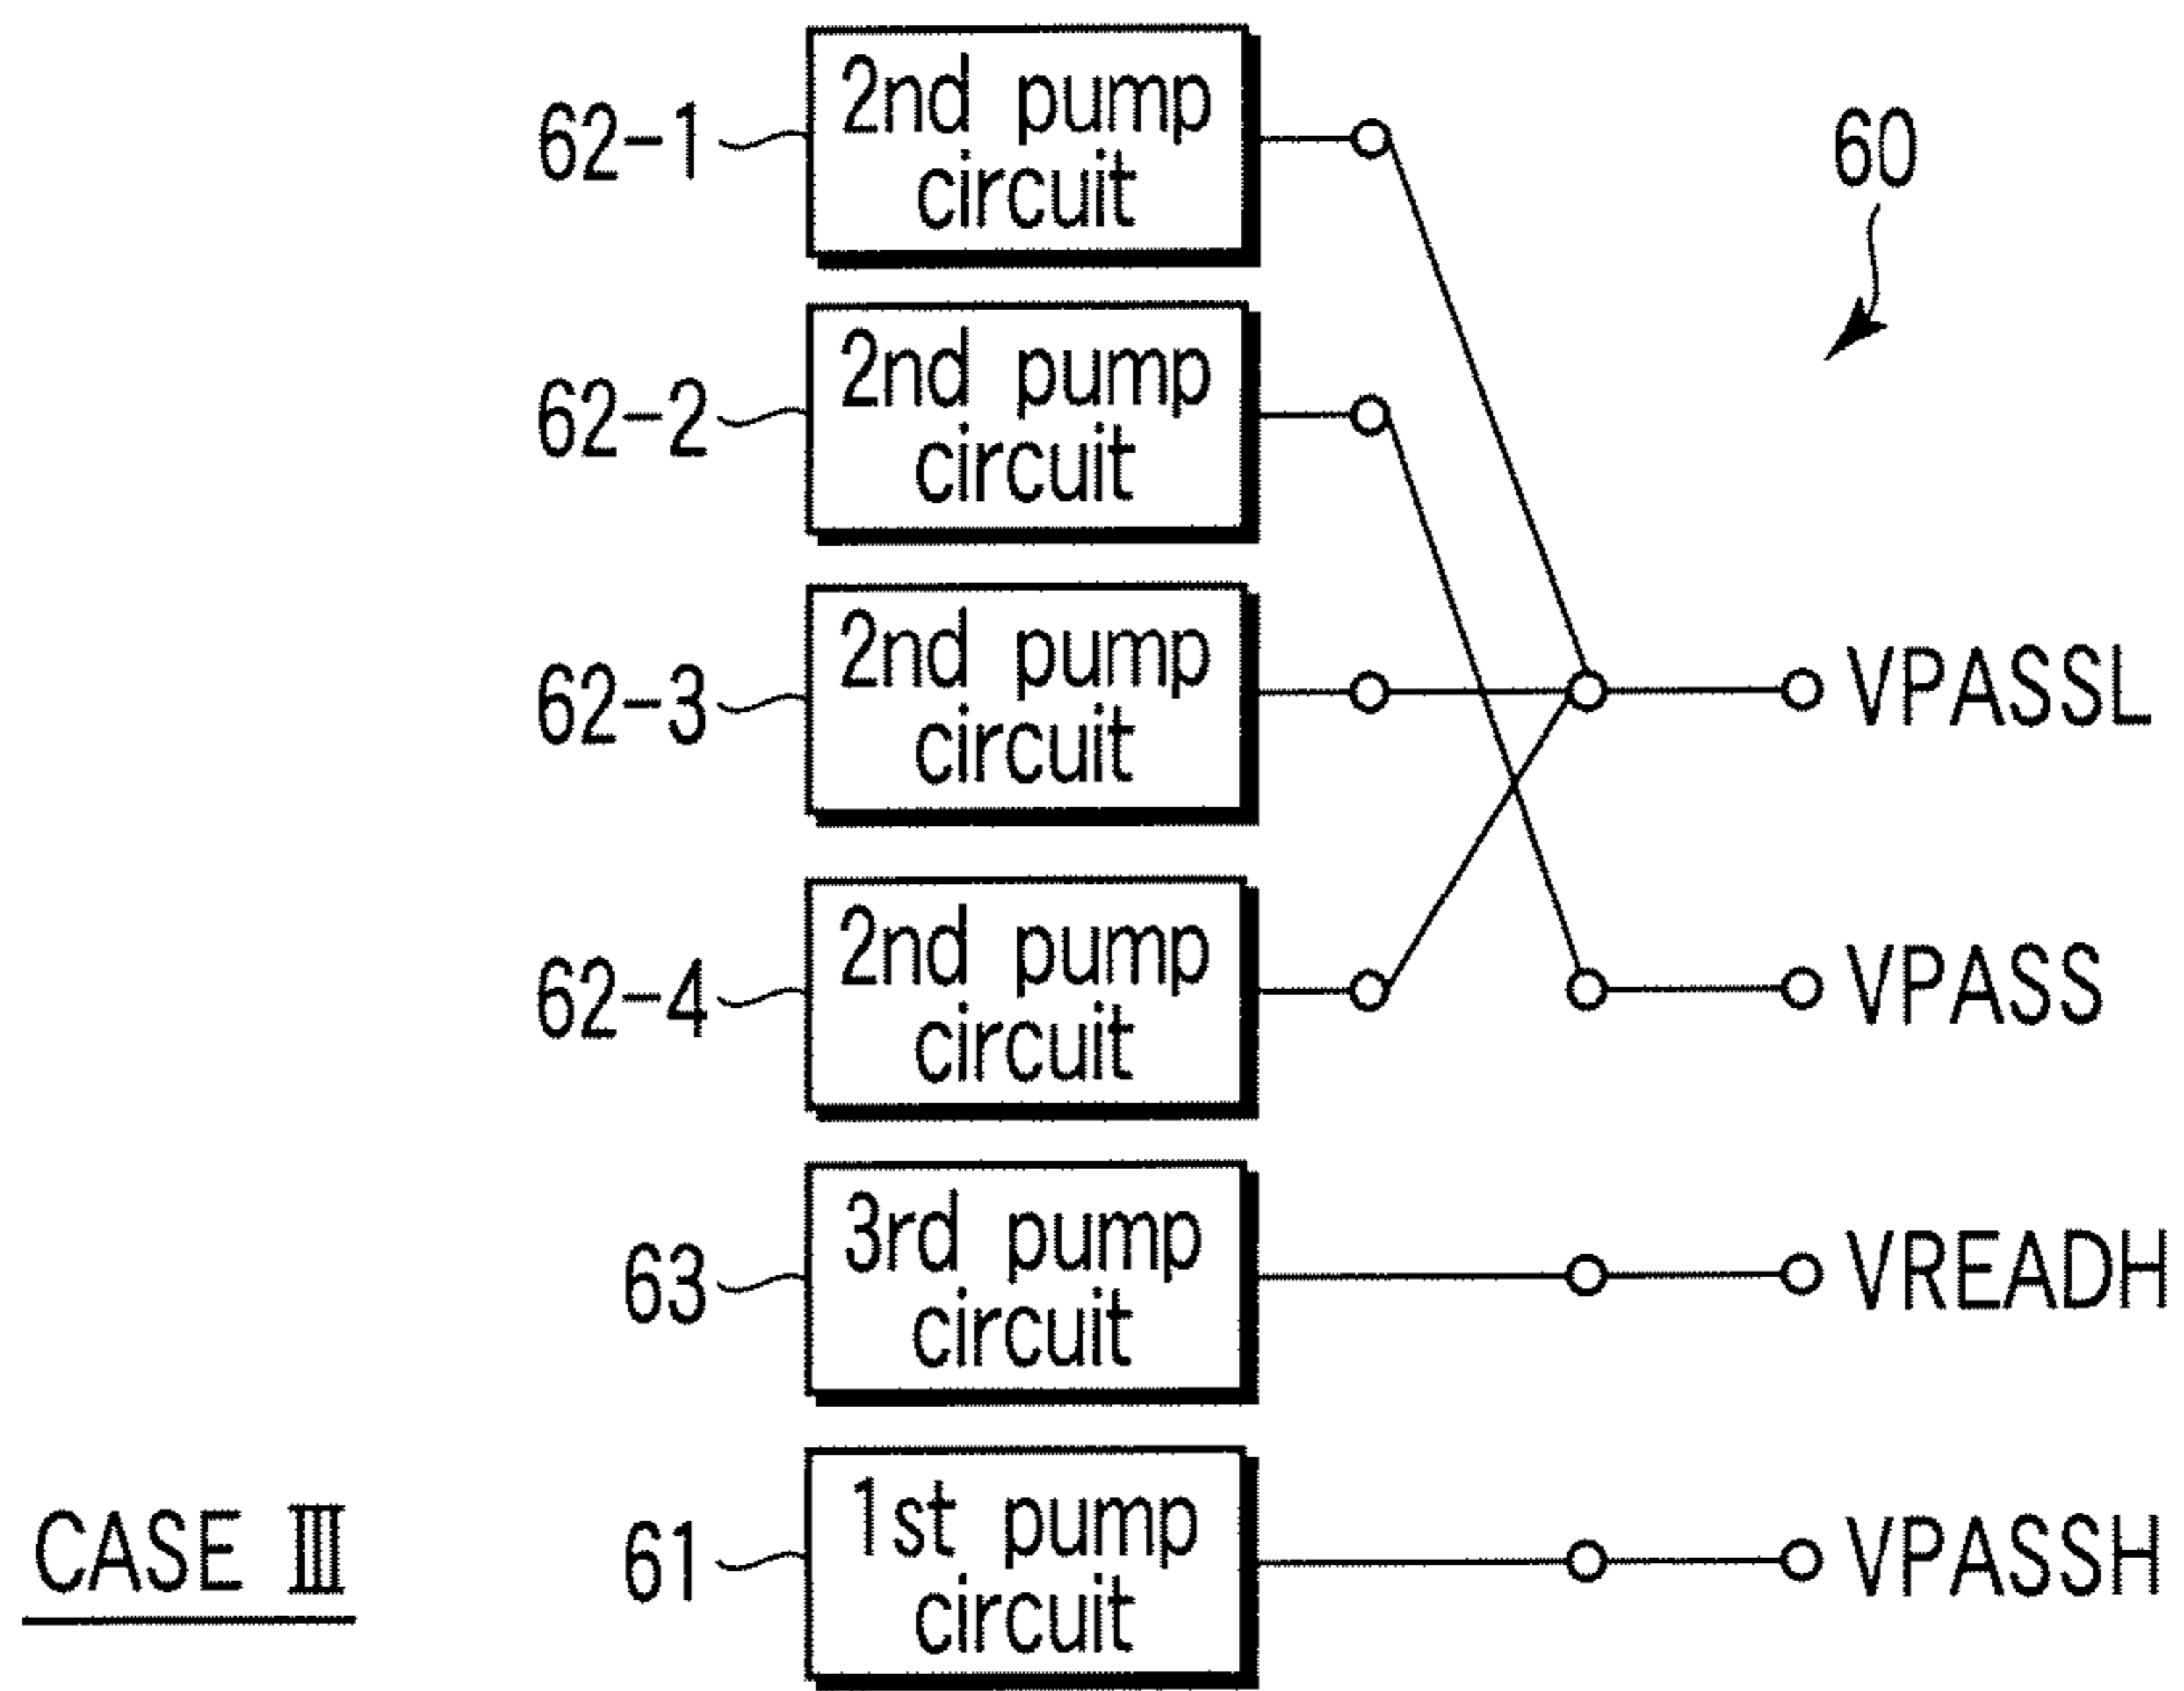 2nd pump
circuit
62-1
60
2nd pump
circuit
62-2
2nd pump
circuit
62-3
VPASSL
2nd pump
circuit
62-4
VPASS
3rd pump
circuit
63
VREADH
1st pump
circuit
61
VPASSH
CASE III